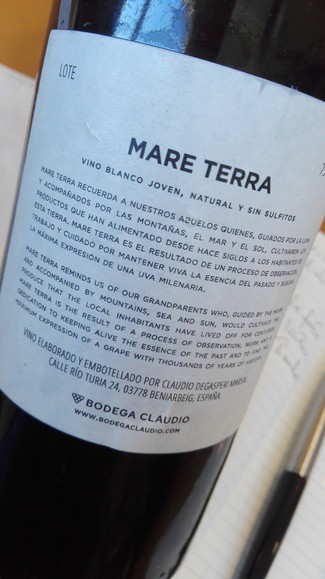 LOTE
MARE TERRA
VINO BLANCO JOVEN, NATURAL Y SIN SULFITOS
MARE TERRA RECUERDA A NUESTROS ABUELOS QUIENES, GUIADOS POR LA LUNA
Y ACOMPAÑADOS POR LAS MONTAÑAS, EL MAR Y EL SOL, CULTIVARON LOS
PRODUCTOS QUE HAN ALIMENTADO DESDE HACE SIGLOS A LOS HABITANTES DE
ESTA TIERRA. MARE TERRA ES EL RESULTADO DE UN PROCESO DE OBSERVACIÓN,
TRABAJO Y CUIDADO POR MANTENER VIVA LA ESENCIA DEL PASADO Y BUSCAR
LA MÁXIMA EXPRESIÓN DE UNA UVA MILENARIA.
MARE TERRA REMINDS US OF OUR GRANDPARENTS WHO, GUIDED BY THE MOON
AND ACCOMPANIED BY MOUNTAINS, SEA AND SUN, WOULD CULTIVATE THE
PRODUCE THAT THE LOCAL INHABITANTS HAVE LIVED OFF FOR CENTURIES.
MARE TERRA IS THE RESULT OF A PROCESS OF OBSERVATION, WORK AND
DEDICATION TO KEEPING ALIVE THE ESSENCE OF THE PAST AND TO FIND THE
MAXIMUM EXPRESSION OF A GRAPE WITH THOUSANDS OF YEARS OF HISTORY.
VINO ELABORADO Y EMBOTELLADO POR CLAUDIO DEGASPERI MARSAL
CALLE RÍO TURIA 24, 03778 BENIARBEIG, ESPAÑA.
BODEGA CLAUDIO
WWW.BODEGACLAUDIO.COM